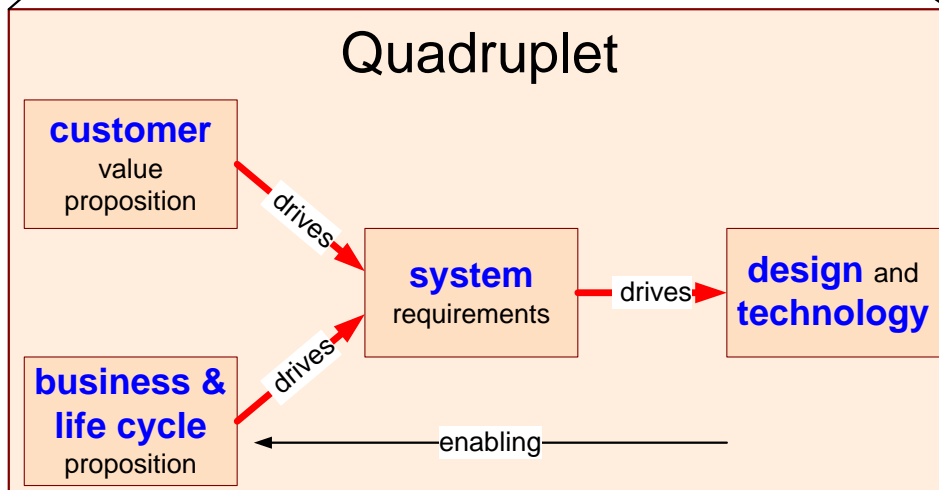 Quadruplet
customer
value
proposition
drives
system
requirements
drives
design and
technology
drives
business &
life cycle
proposition
enabling